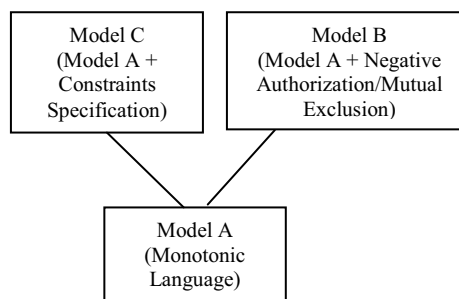 Model C
(Model A +
Constraints
Specification)
Model B
(Model A + Negative
Authorization/Mutual
Exclusion)
Model A
(Monotonic
Language)